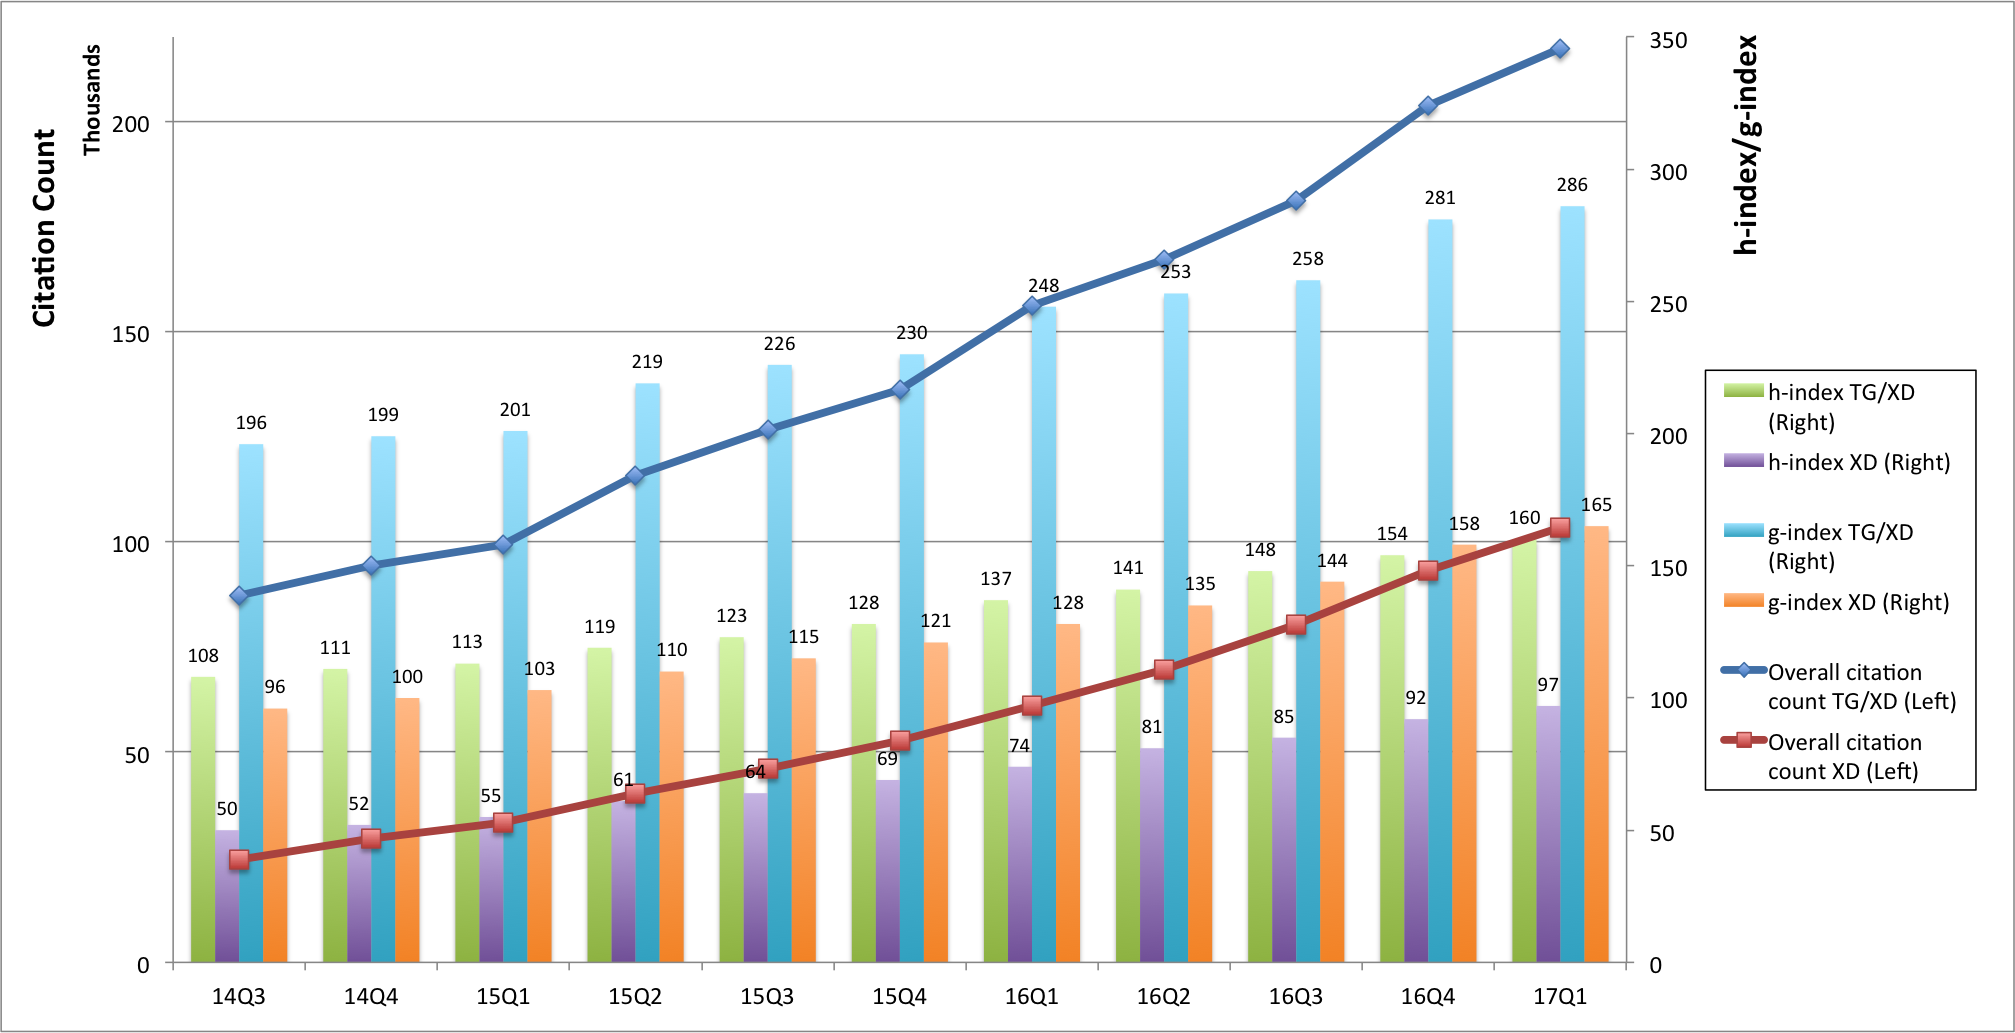 Citation Count
Thousands
200
150
100
50
0
350
300
250
200
150
100
50
0
h-index/g-index
108
50
196
96
111
52
199
100
113
55
201
103
119
61
219
110
123
64
226
115
128
69
230
121
137
74
248
128
141
81
253
135
148
85
258
144
154
92
281
158
160
97
286
165
14Q3
14Q4
15Q1
15Q2
15Q3
15Q4
16Q1
16Q2
16Q3
16Q4
17Q1
h-index TG/XD
(Right)
h-index XD (Right)
g-index TG/XD
(Right)
g-index XD (Right)
Overall citation
count TG/XD (Left)
Overall citation
count XD (Left)